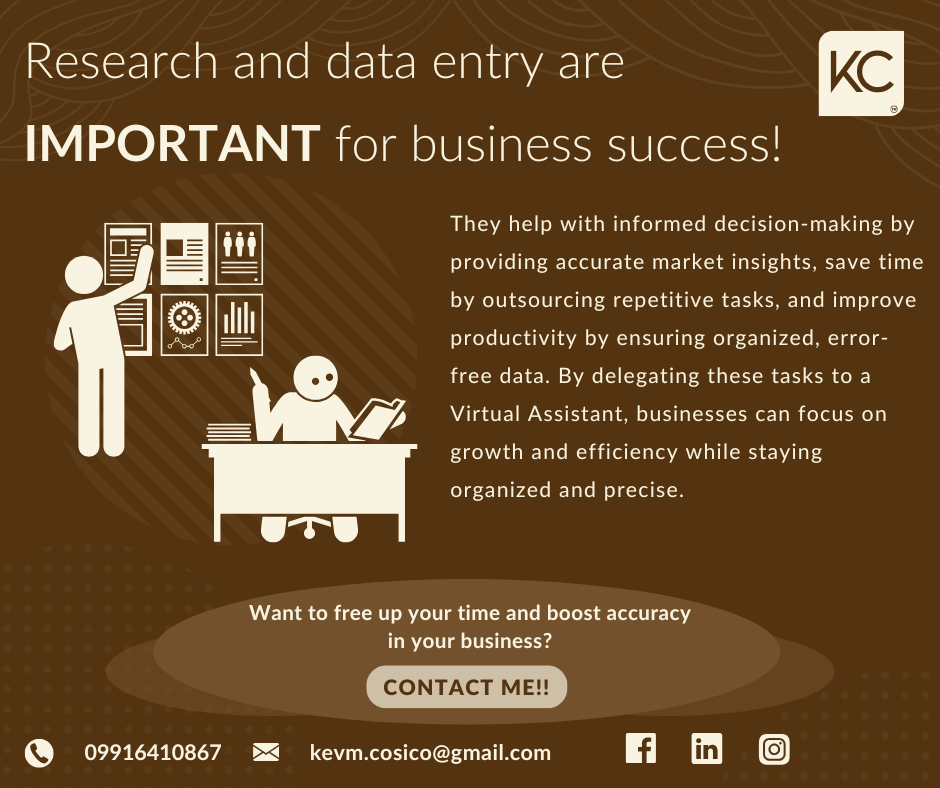 Research and data entry are
KC
IMPORTANT for business success!
They help with informed decision-making by
providing accurate market insights, save time
by outsourcing repetitive tasks, and improve
productivity by ensuring organized, error-
free data. By delegating these tasks to a
Virtual Assistant, businesses can focus on
growth and efficiency while staying
organized and precise.
Want to free up your time and boost accuracy
in your business?
CONTACT ME!!
09916410867 kevm.cosico@gmail.com